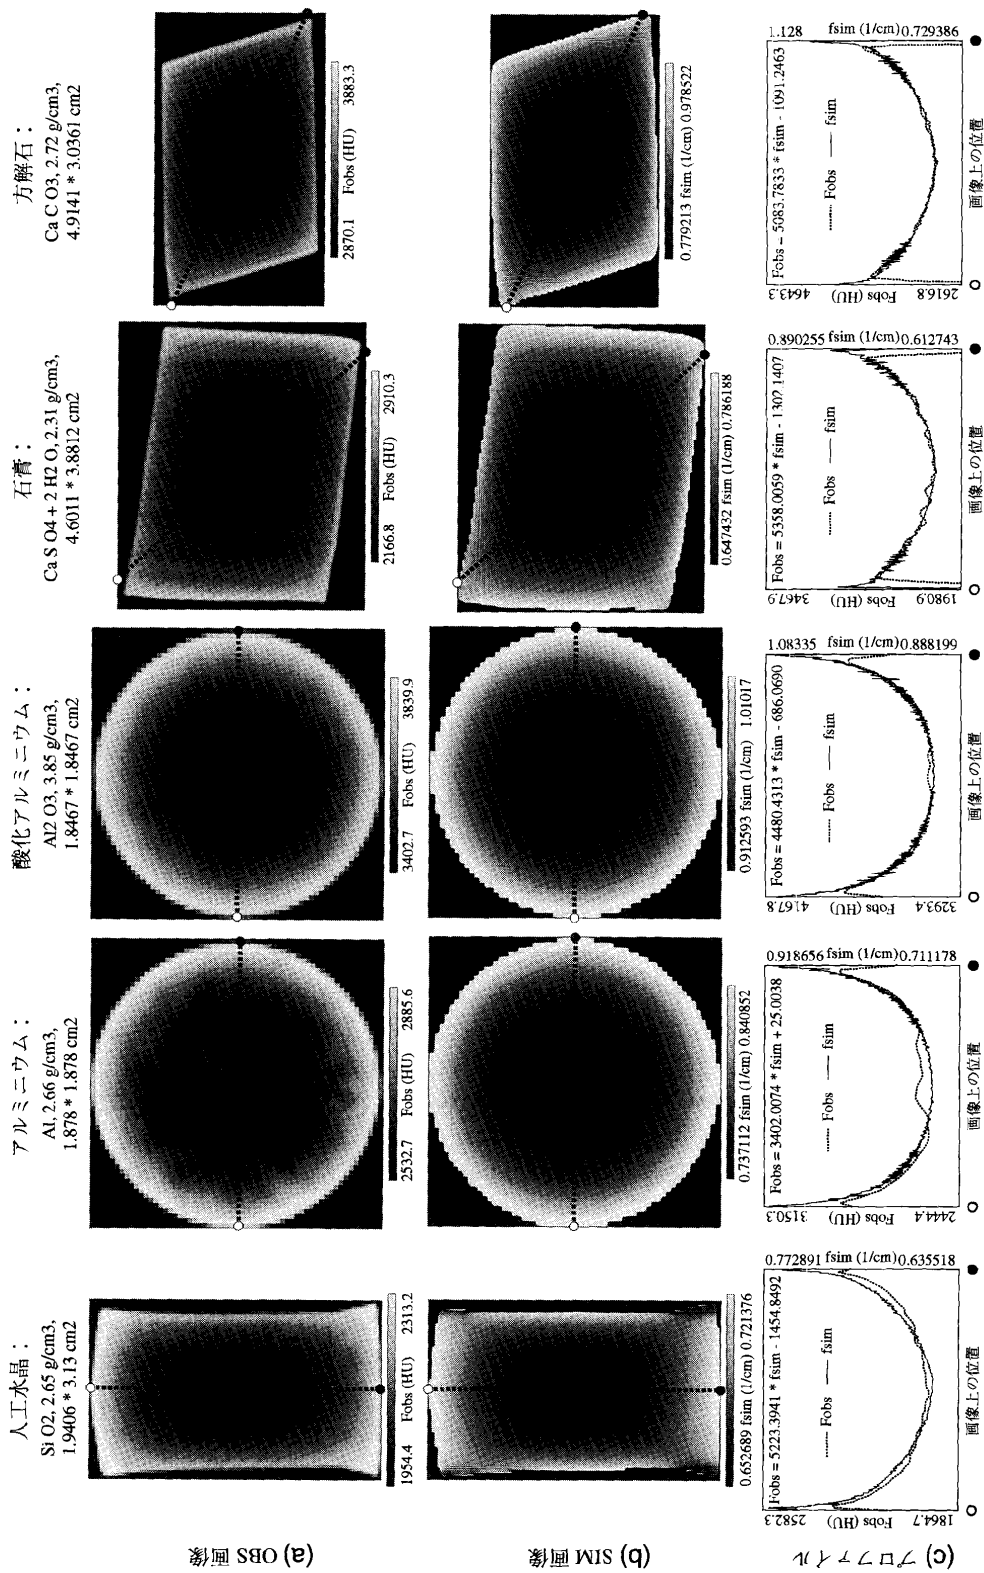 人工水晶：
Si O2, 2.65 g/cm3,
1.9406 * 3.13 cm2
アルミニウム：
Al, 2.66 g/cm3,
1.878 * 1.878 cm2
酸化アルミニウム：
Al2 O3, 3.85 g/cm3,
1.8467 * 1.8467 cm2
石膏：
Ca S O4 + 2 H2 O, 2.31 g/cm3,
4.6011 * 3.8812 cm2
方解石：
Ca C O3, 2.72 g/cm3,
4.9141 * 3.0361 cm2
(a) OBS 画像
1954.4 Fobs (HU) 2313.2
2532.7 Fobs (HU) 2885.6
3402.7 Fobs (HU) 3839.9
2166.8 Fobs (HU) 2910.3
2870.1 Fobs (HU) 3883.3
(b) SIM 画像
0.652689 fsim (1/cm) 0.721376
0.737112 fsim (1/cm) 0.840852
0.912593 fsim (1/cm) 1.01017
0.647432 fsim (1/cm) 0.786188
0.779213 fsim (1/cm) 0.978522
(c) プロファイル
1864.7 Fobs (HU) 2582.3
Fobs = 5223.3941 * fsim - 1454.8492
Fobs fsim
0.772891 fsim (1/cm) 0.635518
画像上の位置
2444.4 Fobs (HU) 3150.3
Fobs = 3402.0074 * fsim + 25.0038
Fobs fsim
0.918656 fsim (1/cm) 0.711178
画像上の位置
3293.4 Fobs (HU) 4167.8
Fobs = 4480.4313 * fsim - 686.0690
Fobs fsim
1.08335 fsim (1/cm) 0.888199
画像上の位置
1980.9 Fobs (HU) 3467.9
Fobs = 5358.0059 * fsim - 1302.1407
Fobs fsim
0.890255 fsim (1/cm) 0.612743
画像上の位置
2616.8 Fobs (HU) 4643.3
Fobs = 5083.7833 * fsim - 1091.2463
Fobs fsim
1.128 fsim (1/cm) 0.729386
画像上の位置